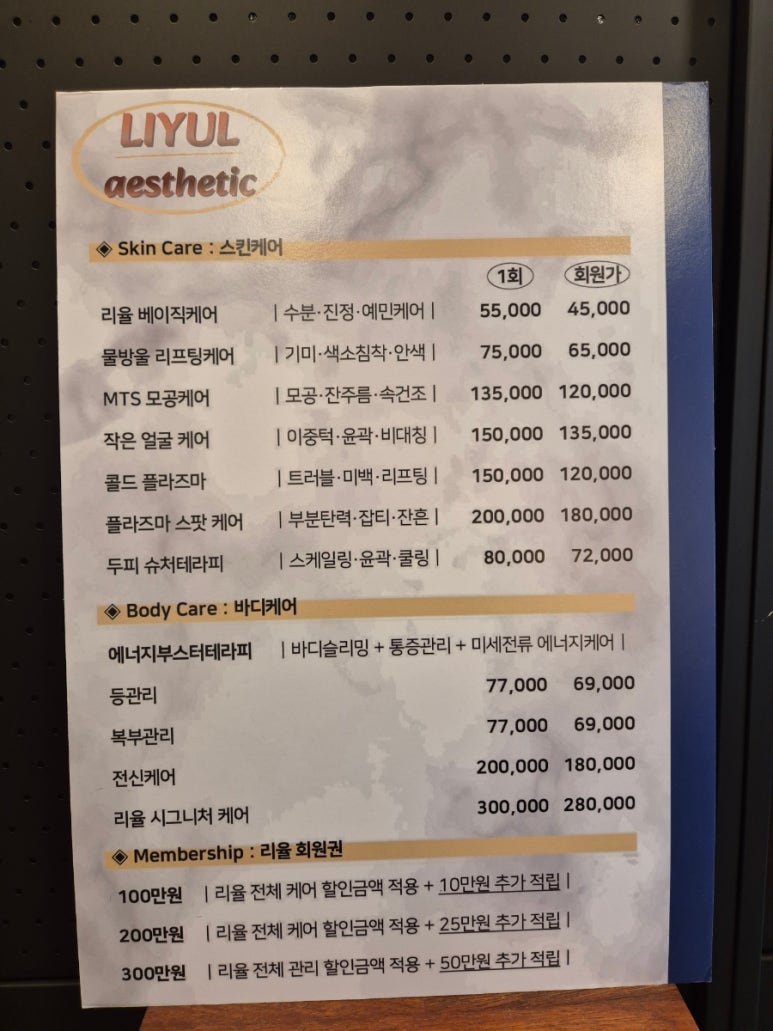 LIYUL
aesthetic
◈ Skin Care : 스킨케어
1회 회원가
리율 베이직케어 | 수분·진정·예민케어 | 55,000 45,000
물방울 리프팅케어 | 기미·색소침착·안색 | 75,000 65,000
MTS 모공케어 | 모공·잔주름·속건조 | 135,000 120,000
작은 얼굴 케어 | 이중턱·윤곽·비대칭 | 150,000 135,000
콜드 플라즈마 | 트러블·미백·리프팅 | 150,000 120,000
플라즈마 스팟 케어 | 부분탄력·잡티·잔흔 | 200,000 180,000
두피 슈처테라피 | 스케일링·윤곽·쿨링 | 80,000 72,000
◈ Body Care : 바디케어
에너지부스터테라피 | 바디슬리밍 + 통증관리 + 미세전류 에너지케어 |
등관리 77,000 69,000
복부관리 77,000 69,000
전신케어 200,000 180,000
리율 시그니처 케어 300,000 280,000
◈ Membership : 리율 회원권
100만원 | 리율 전체 케어 할인금액 적용 + 10만원 추가 적립 |
200만원 | 리율 전체 케어 할인금액 적용 + 25만원 추가 적립 |
300만원 | 리율 전체 관리 할인금액 적용 + 50만원 추가 적립 |